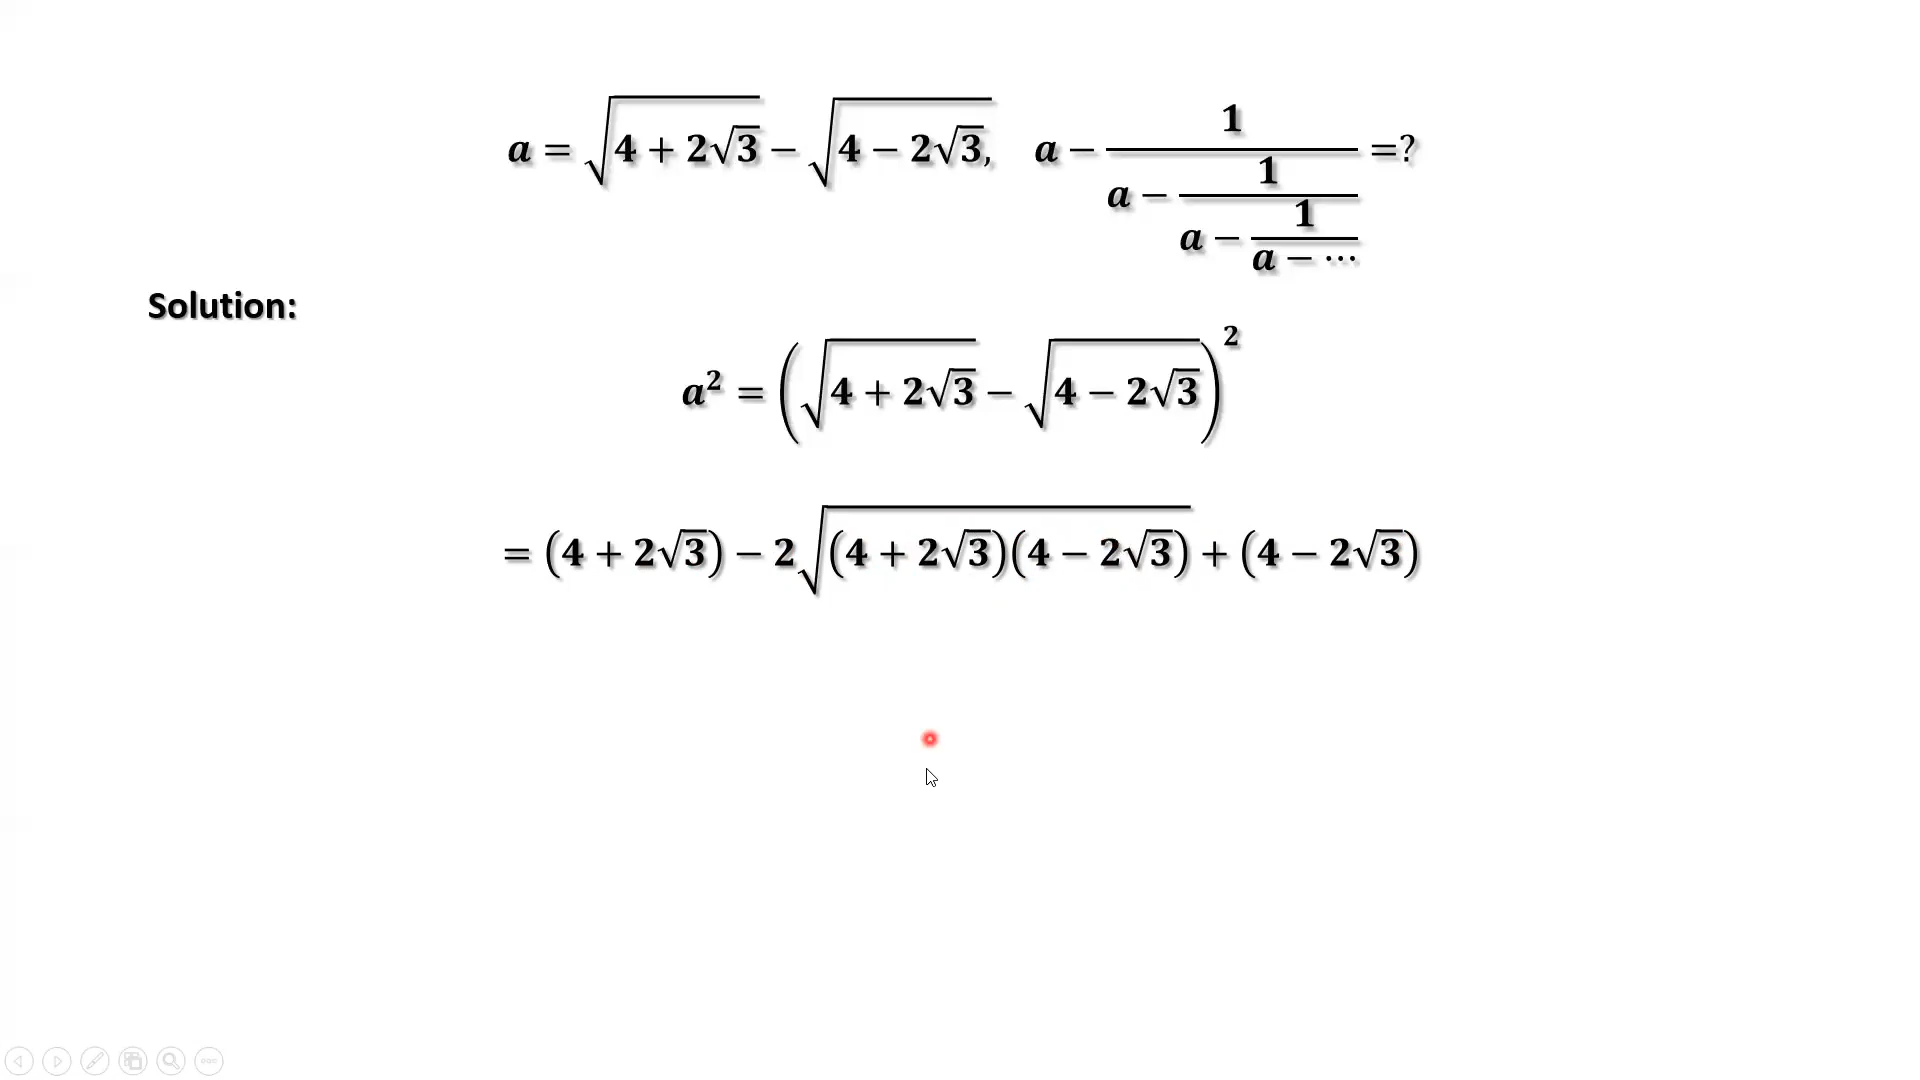 a = √(4 + 2√3) − √(4 − 2√3), a − 1/(a − 1/(a − 1/(a − ⋯))) =?
Solution:
a² = (√(4 + 2√3) − √(4 − 2√3))²
= (4 + 2√3) − 2√((4 + 2√3)(4 − 2√3)) + (4 − 2√3)